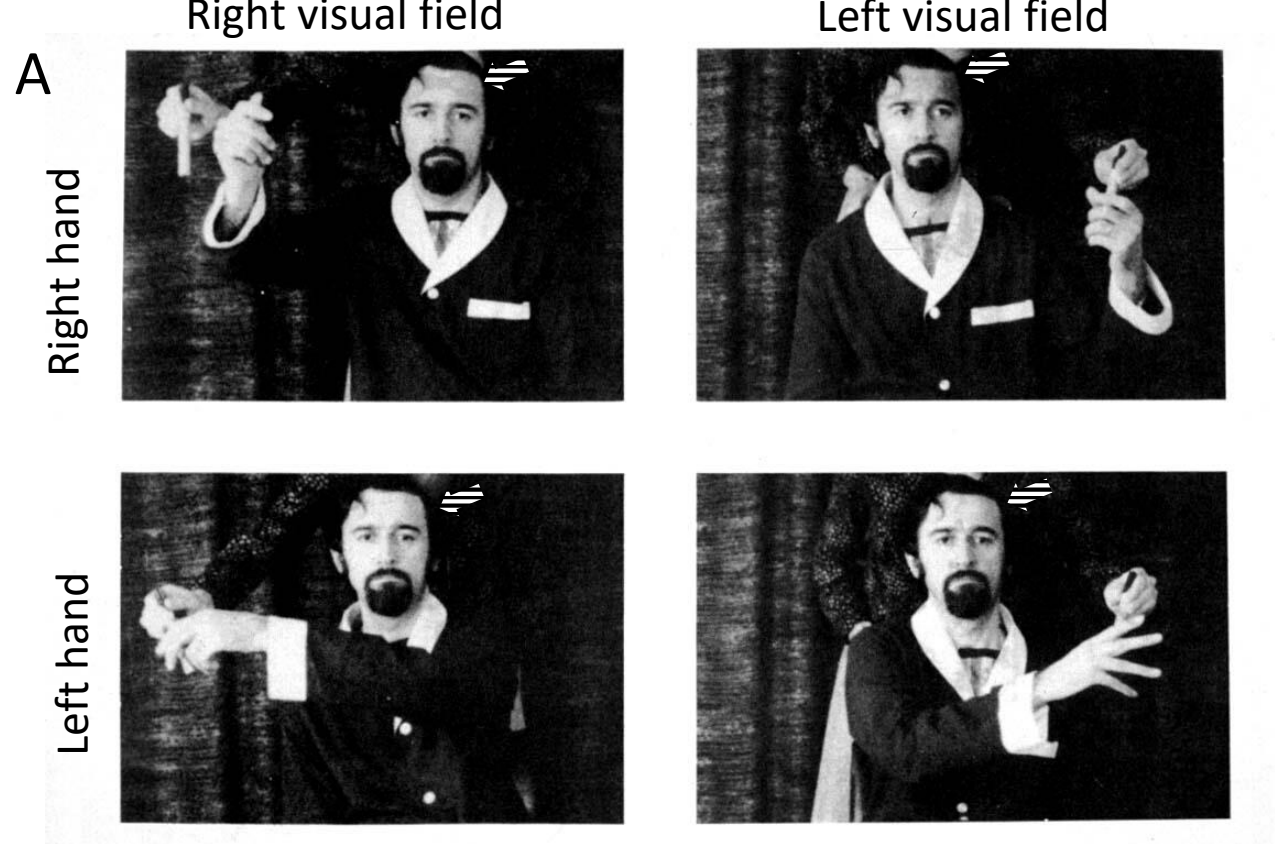 Right visual field
Left visual field
A
Right hand
Left hand